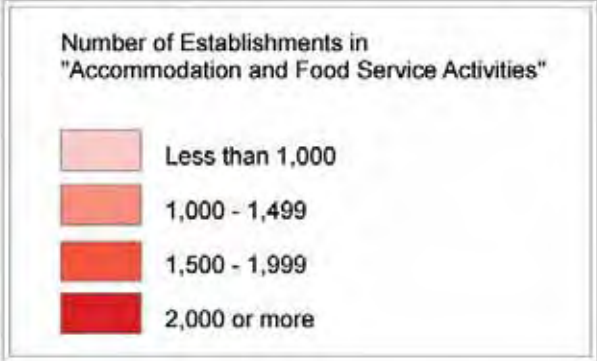 Number of Establishments in
"Accommodation and Food Service Activities"
Less than 1,000
1,000 - 1,499
1,500 - 1,999
2,000 or more